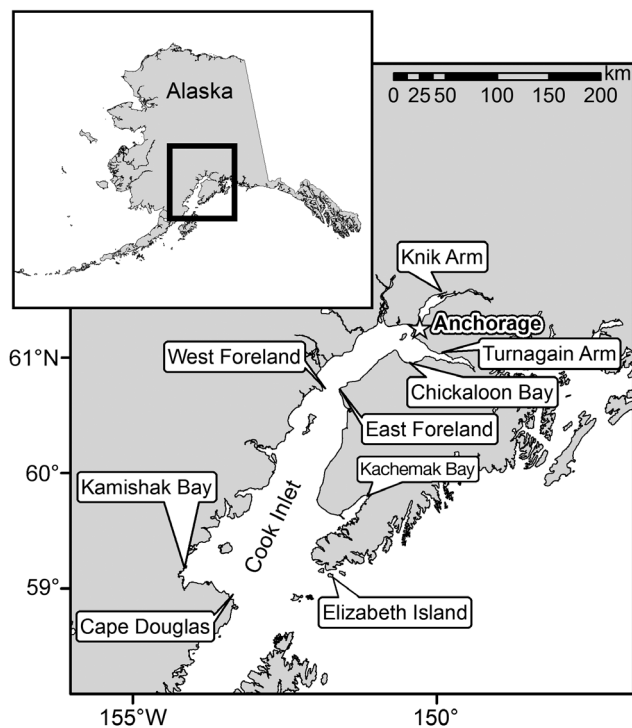 Alaska
km
0 25 50 100 150 200
Knik Arm
Anchorage
61°N
Turnagain Arm
West Foreland
Chickaloon Bay
East Foreland
60°
Kachemak Bay
Kamishak Bay
Cook Inlet
59°
Elizabeth Island
Cape Douglas
155°W
150°